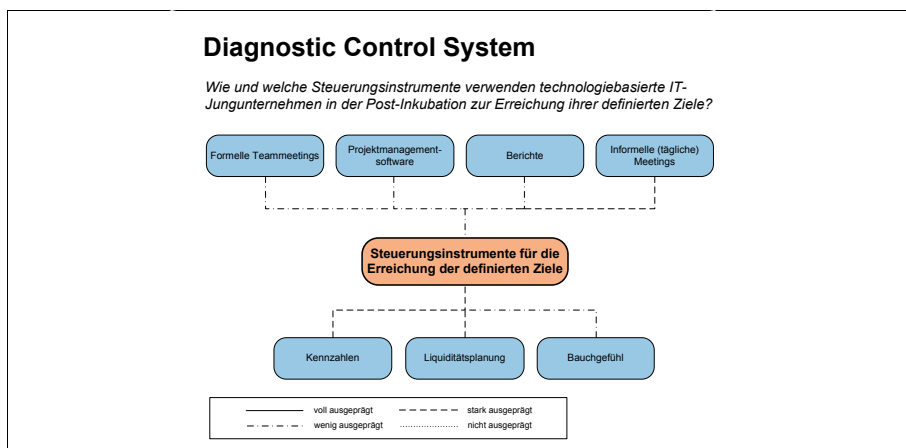 Diagnostic Control System
Wie und welche Steuerungsinstrumente verwenden technologiebasierte IT-
Jungunternehmen in der Post-Inkubation zur Erreichung ihrer definierten Ziele?
Formelle Teammeetings
Projektmanagement-
software
Berichte
Informelle (tägliche)
Meetings
Steuerungsinstrumente für die
Erreichung der definierten Ziele
Kennzahlen
Liquiditätsplanung
Bauchgefühl
voll ausgeprägt
stark ausgeprägt
wenig ausgeprägt
nicht ausgeprägt